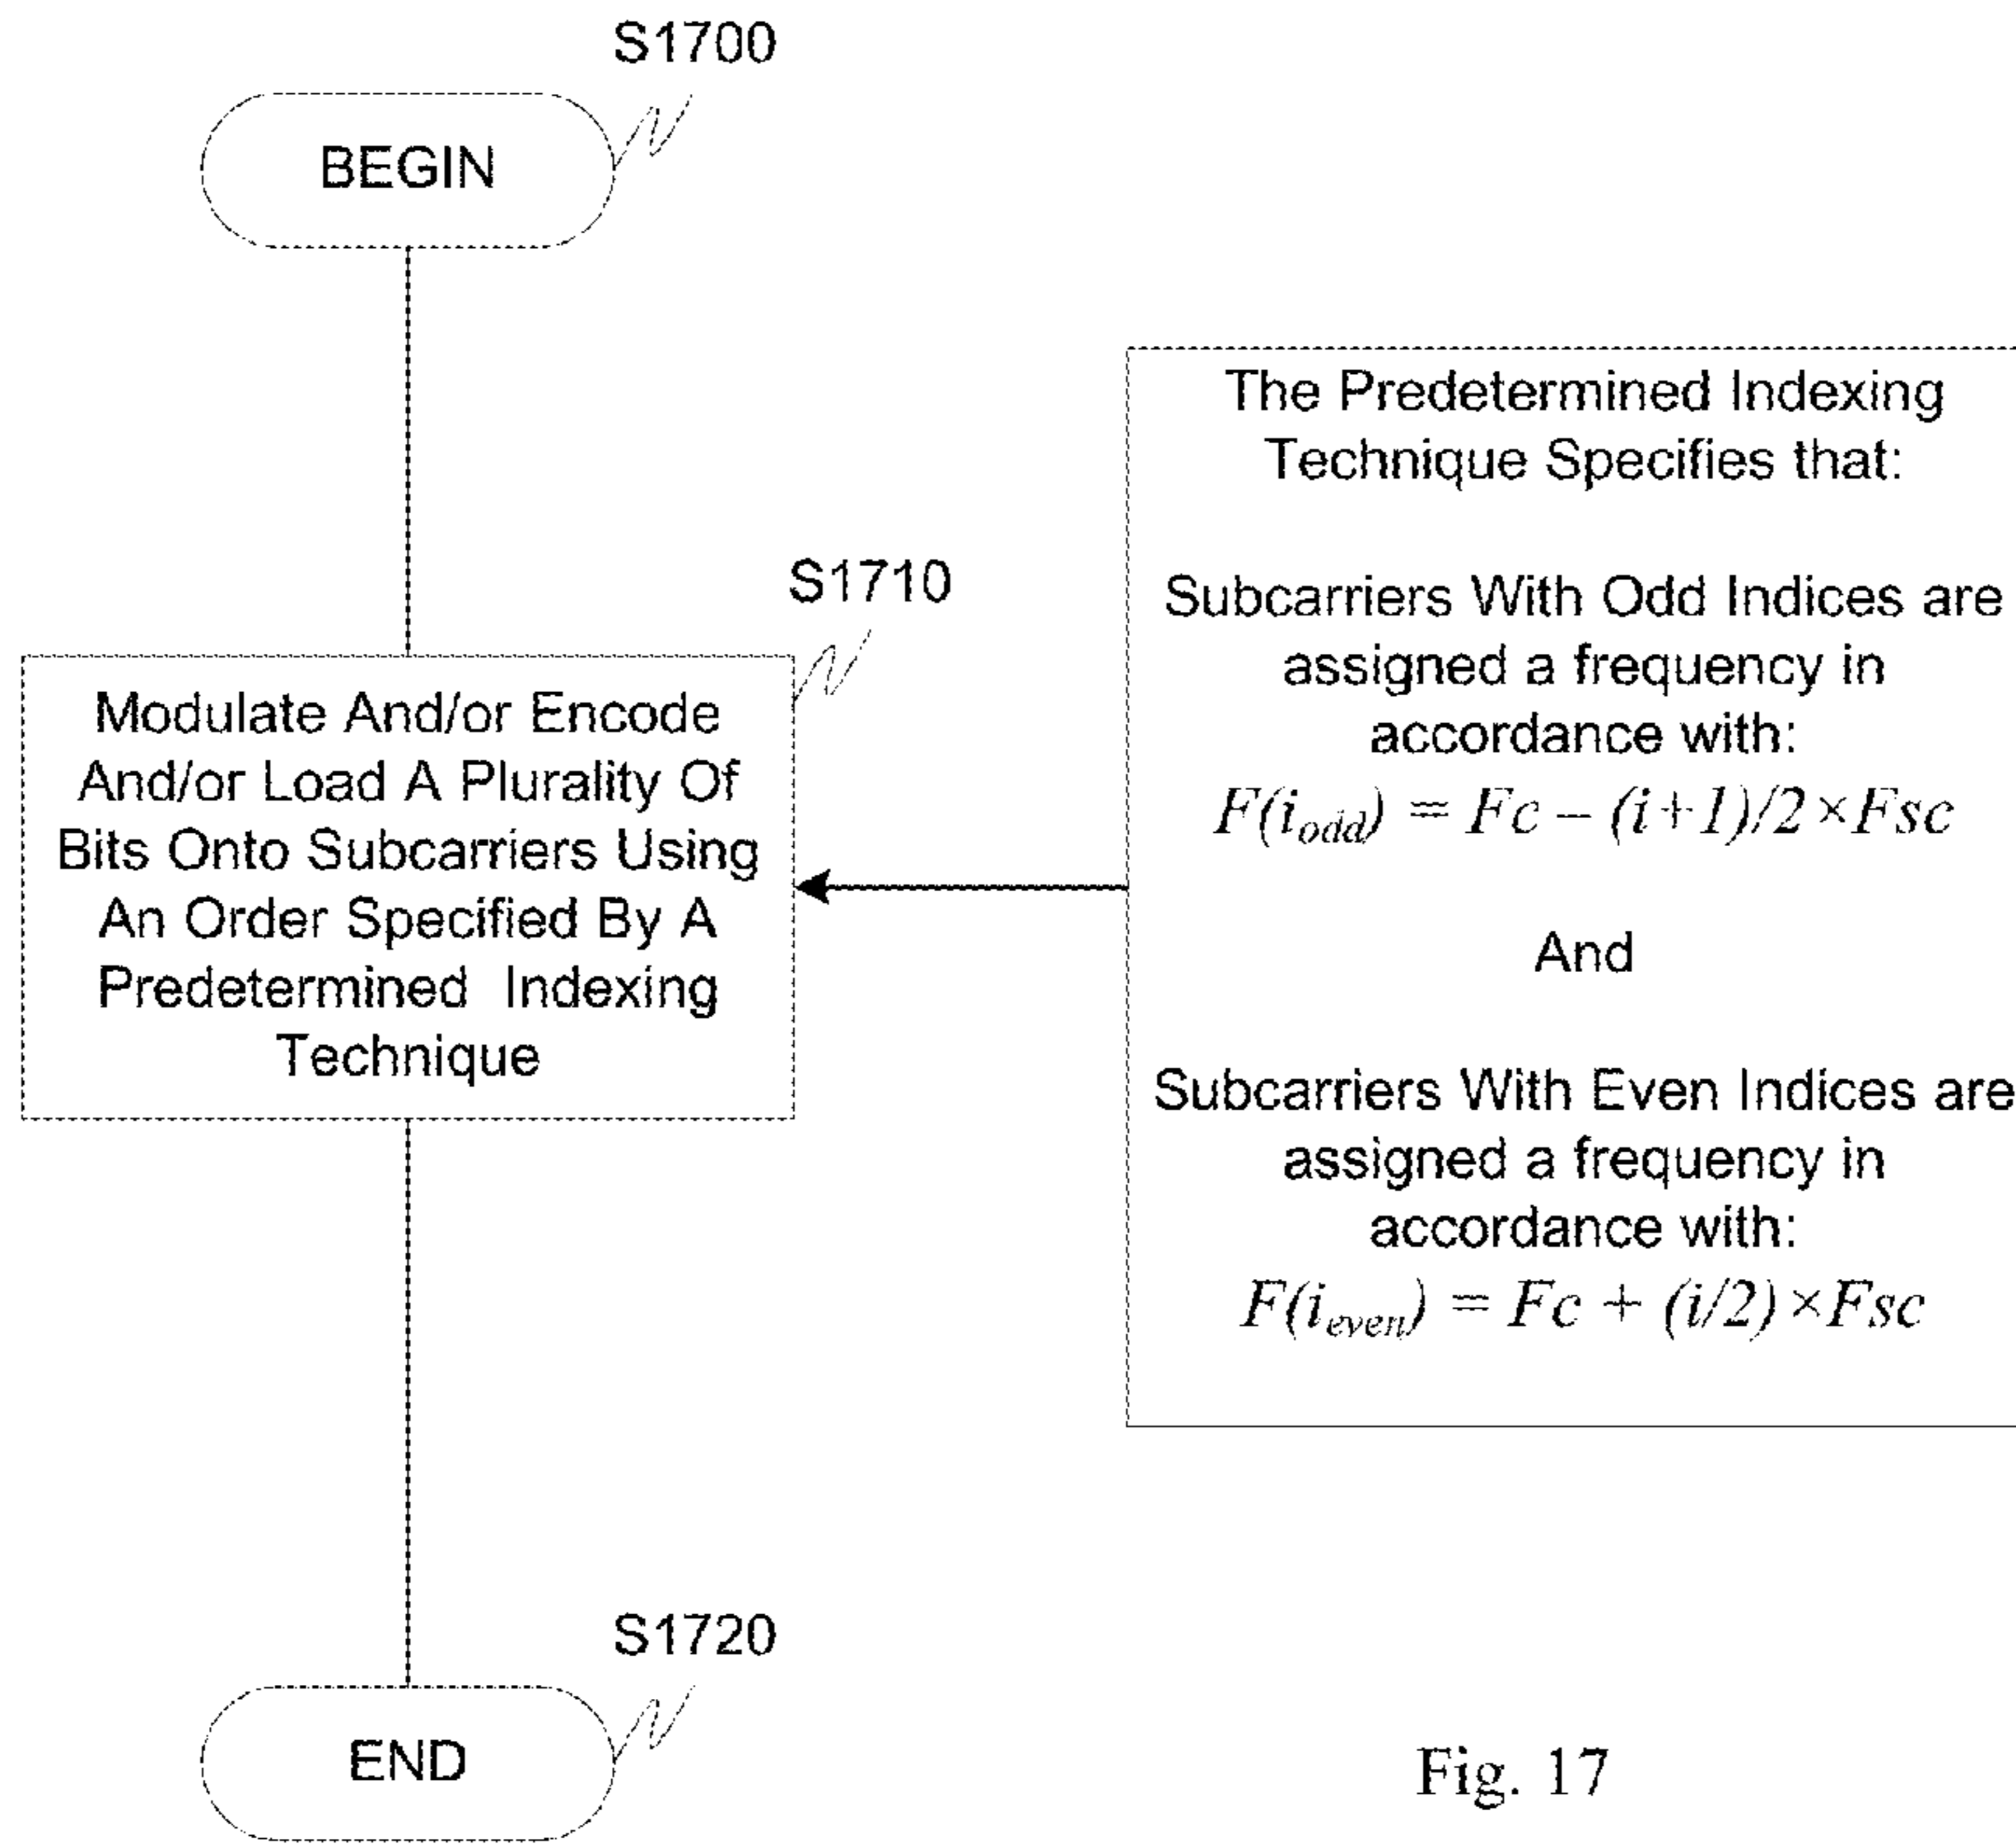 S1700
BEGIN
S1710
Modulate And/or Encode
And/or Load A Plurality Of
Bits Onto Subcarriers Using
An Order Specified By A
Predetermined Indexing
Technique
The Predetermined Indexing
Technique Specifies that:
Subcarriers With Odd Indices are
assigned a frequency in
accordance with:
F(i_odd) = Fc – (i+1)/2×Fsc
And
Subcarriers With Even Indices are
assigned a frequency in
accordance with:
F(i_even) = Fc + (i/2)×Fsc
S1720
END
Fig. 17